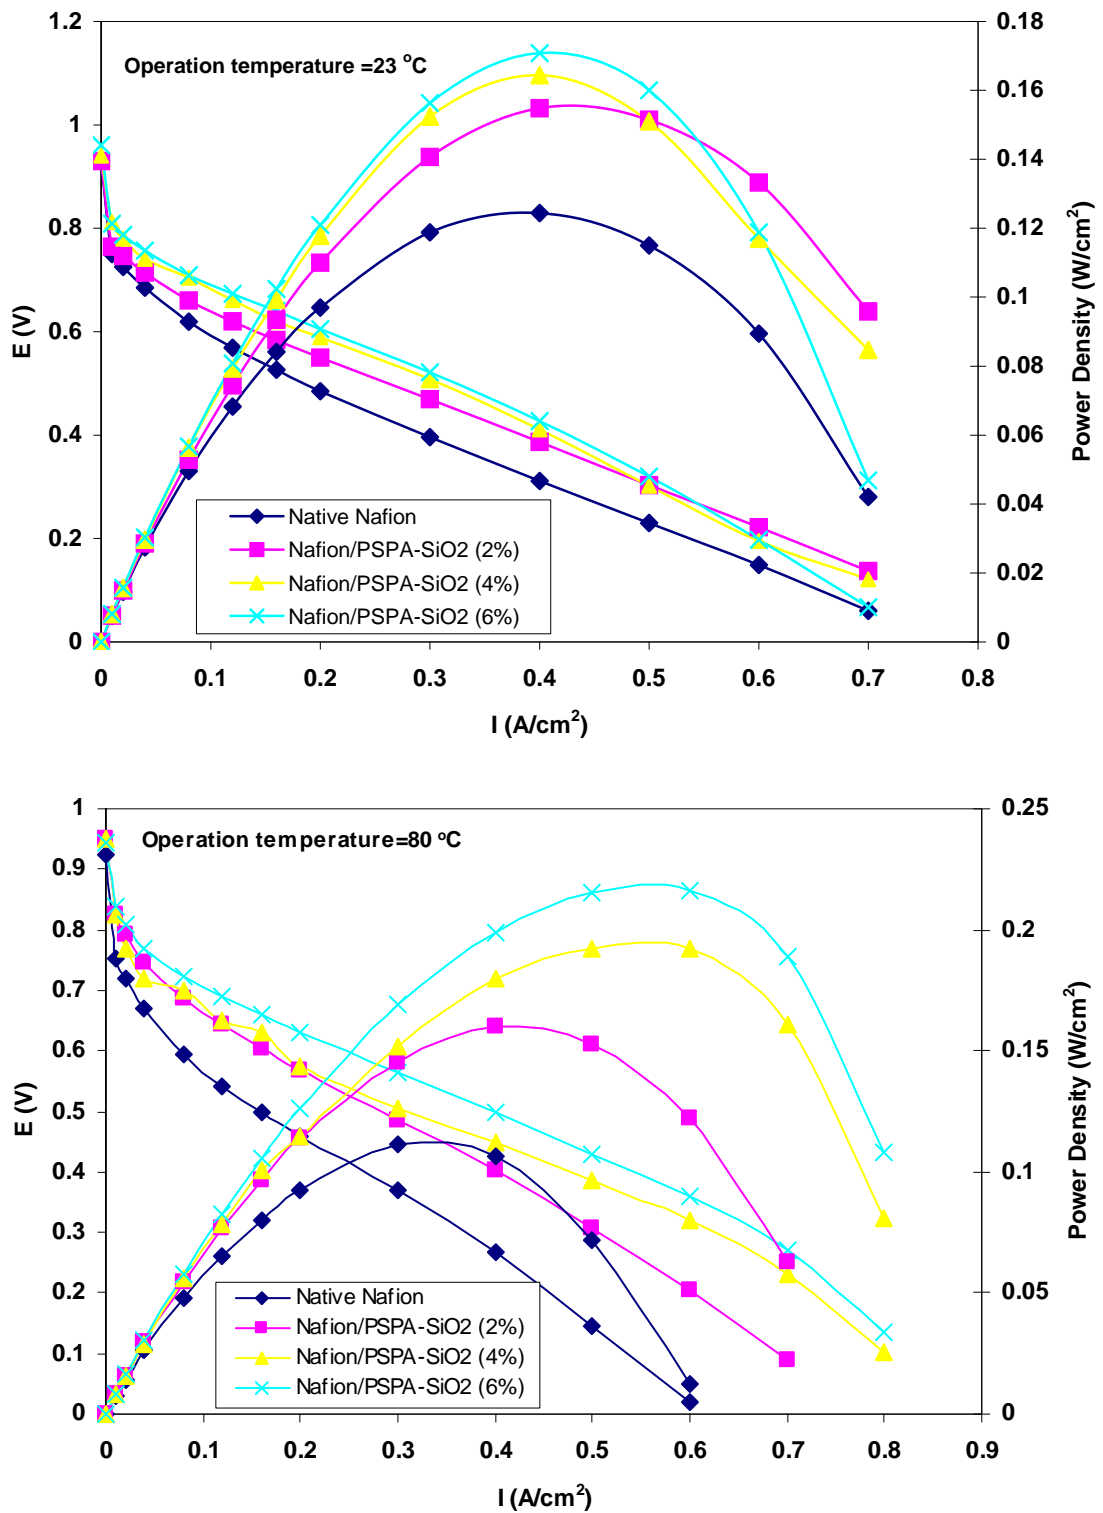 Operation temperature =23 °C
E (V)
1.2
1
0.8
0.6
0.4
0.2
0
0.18
0.16
0.14
0.12
0.1
0.08
0.06
0.04
0.02
0
Power Density (W/cm²)
Native Nafion
Nafion/PSPA-SiO2 (2%)
Nafion/PSPA-SiO2 (4%)
Nafion/PSPA-SiO2 (6%)
0 0.1 0.2 0.3 0.4 0.5 0.6 0.7 0.8
I (A/cm²)
Operation temperature=80 °C
E (V)
1
0.9
0.8
0.7
0.6
0.5
0.4
0.3
0.2
0.1
0
0.25
0.2
0.15
0.1
0.05
0
Power Density (W/cm²)
Native Nafion
Nafion/PSPA-SiO2 (2%)
Nafion/PSPA-SiO2 (4%)
Nafion/PSPA-SiO2 (6%)
0 0.1 0.2 0.3 0.4 0.5 0.6 0.7 0.8 0.9
I (A/cm²)